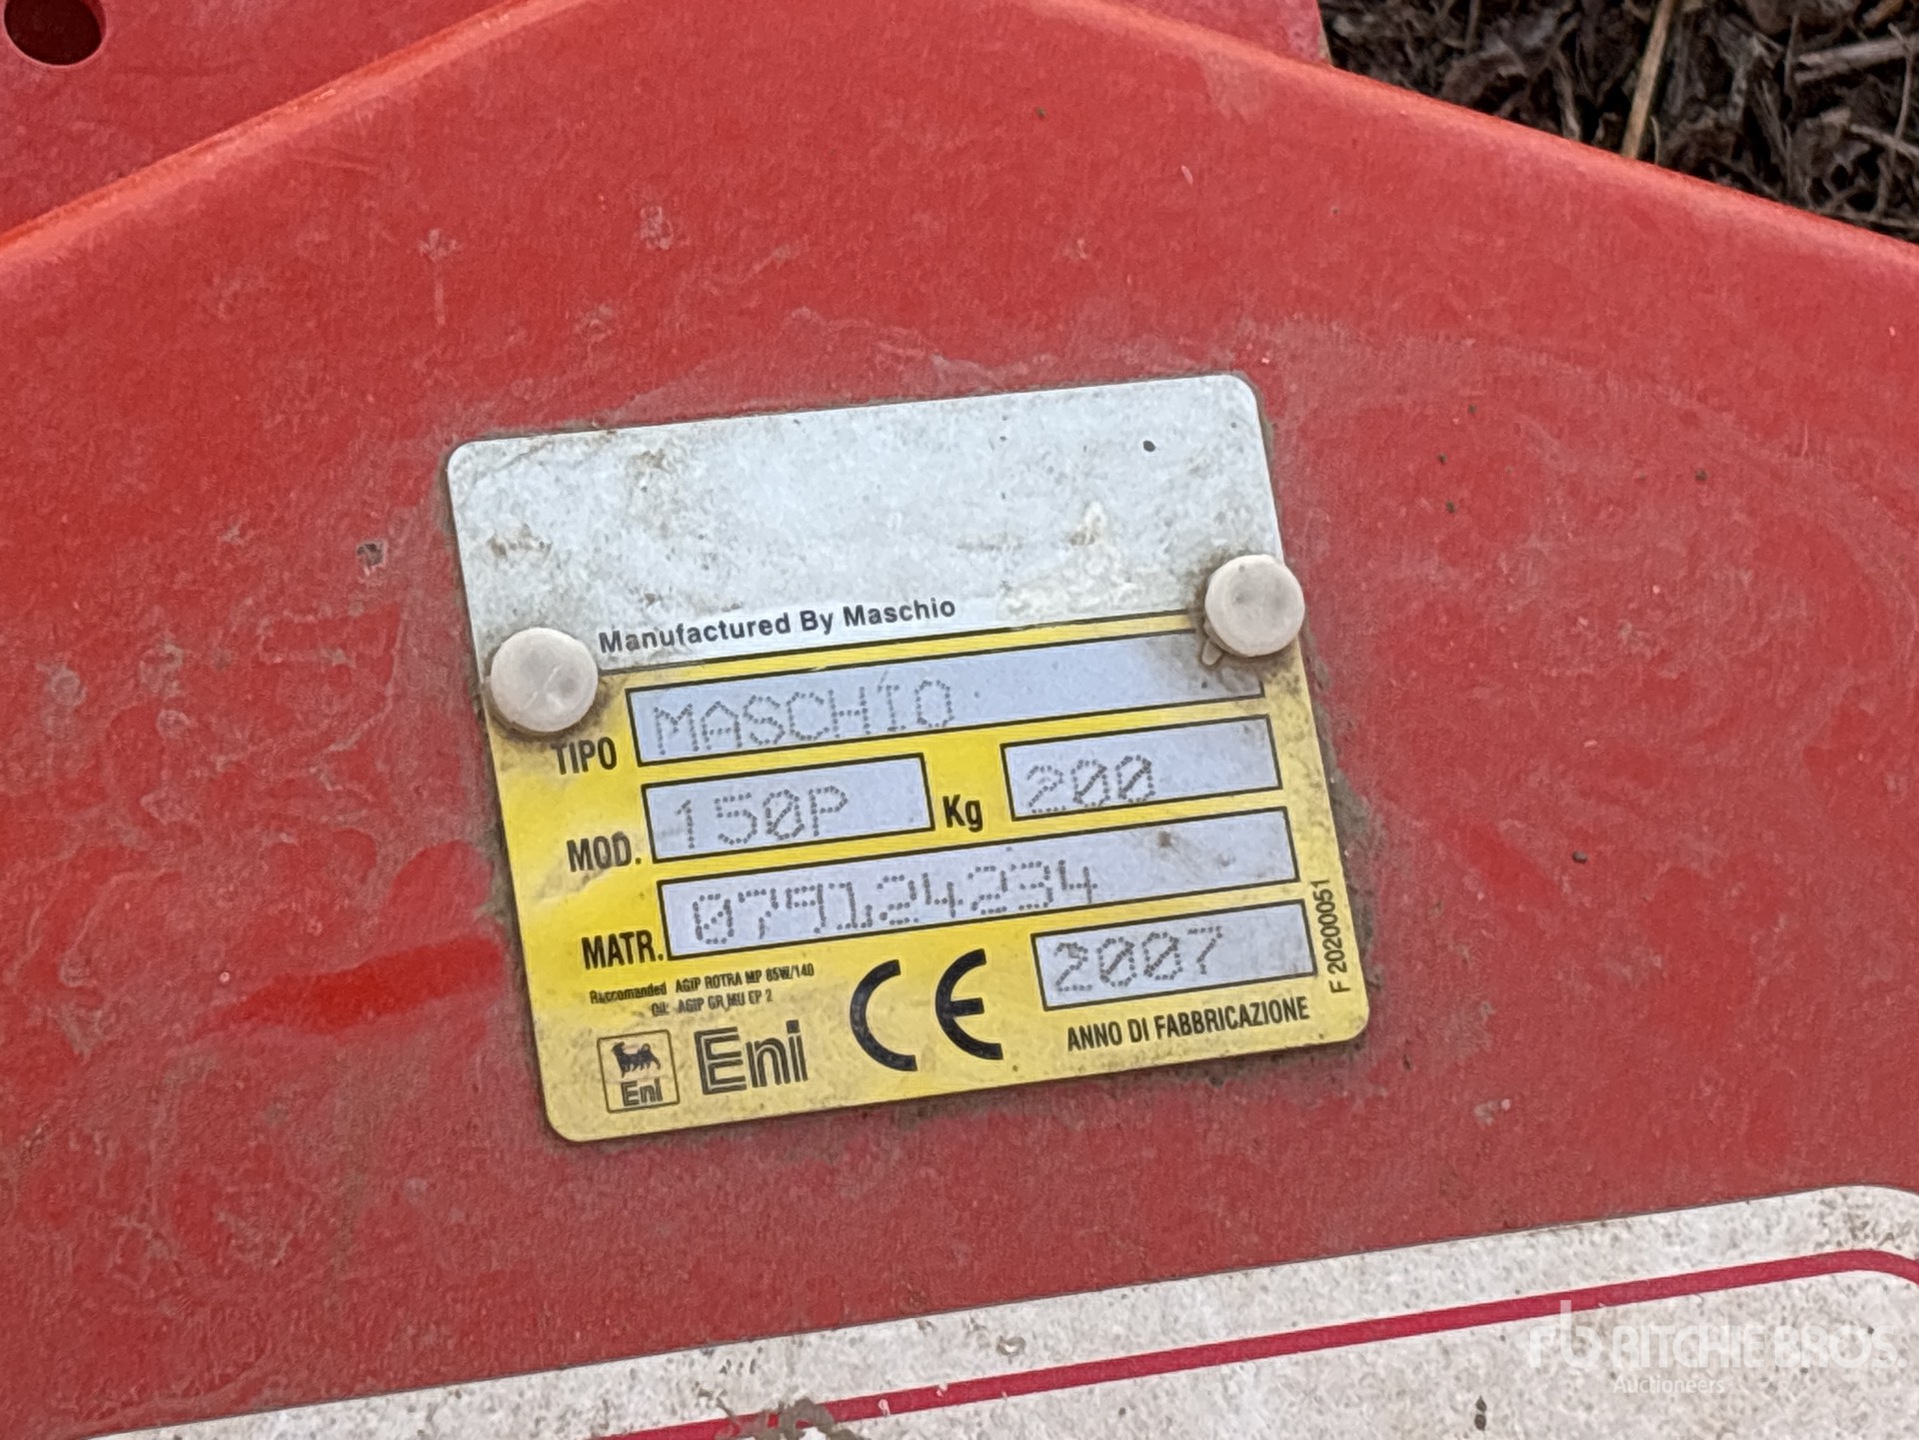 Manufactured By Maschio
TIPO MASCHIO
MOD. 150P Kg 200
MATR. 079124234
Raccomanded AGIP ROTRA MP 85W/140
Oil: AGIP GR MU EP 2
2007
ANNO DI FABBRICAZIONE
F 20200051
Eni
Eni
CE
rb RITCHIE BROS.
Auctioneers